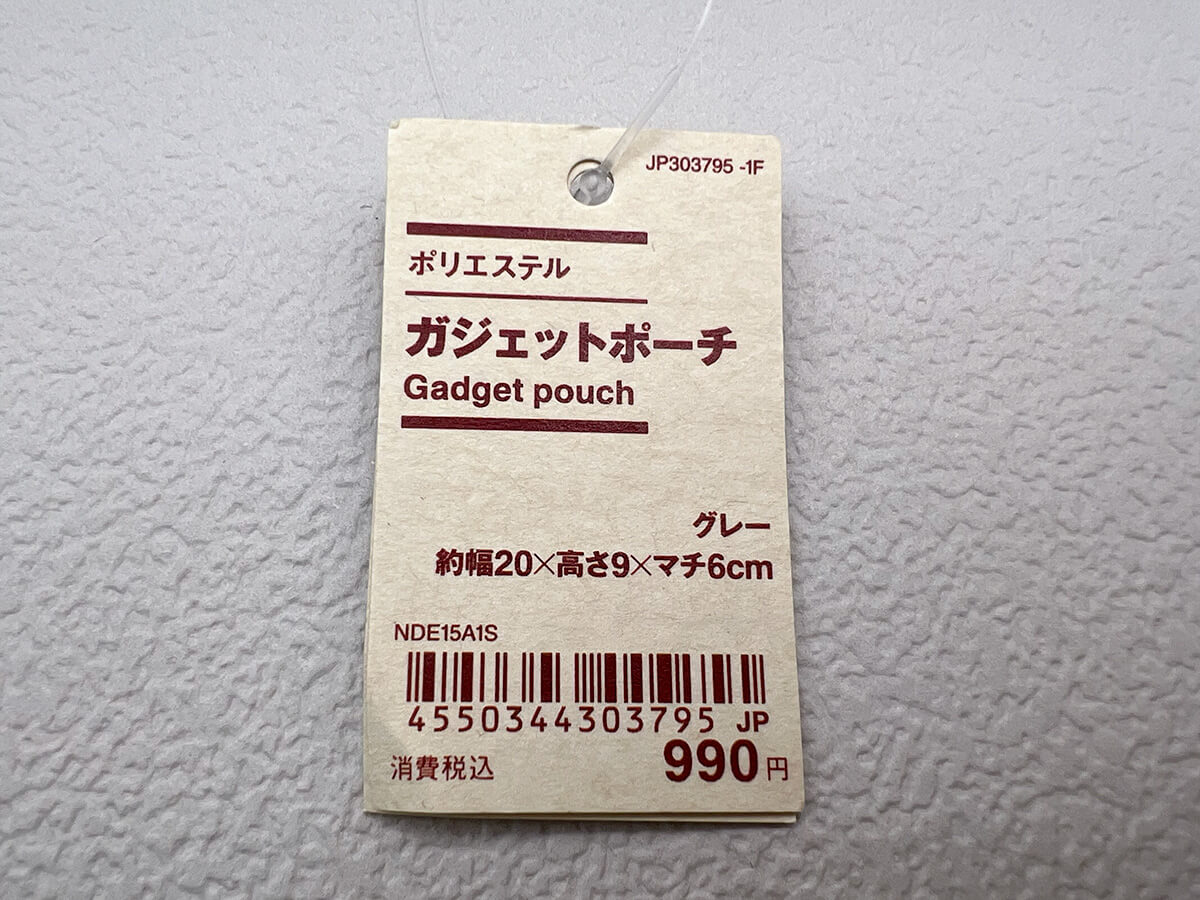 JP303795 -1F
ポリエステル
ガジェットポーチ
Gadget pouch
グレー
約幅20×高さ9×マチ6cm
NDE15A1S
4550344303795 JP
消費税込 990円